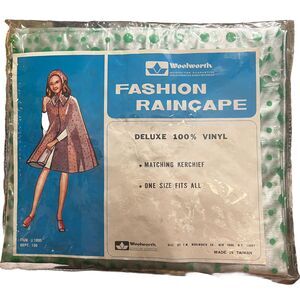 Woolworth
FASHION
RAINCAPE
DELUXE 100% VINYL
• MATCHING KERCHIEF
• ONE SIZE FITS ALL
Woolworth
MADE IN TAIWAN